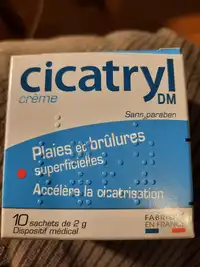 cicatryl
crème
DM
Sans paraben
Plaies et brûlures
superficielles
Accélère la cicatrisation
10 sachets de 2 g
Dispositif médical
FABRIQUÉ
EN FRANCE